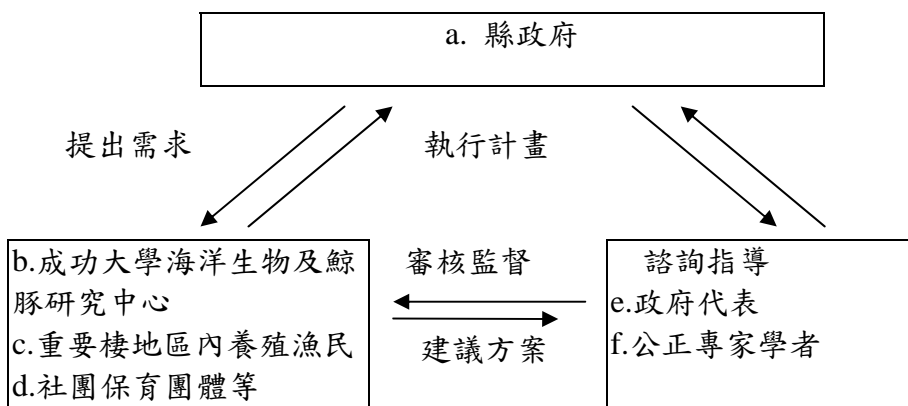 a. 縣政府
提出需求
執行計畫
b.成功大學海洋生物及鯨
豚研究中心
c.重要棲地區內養殖漁民
d.社團保育團體等
審核監督
建議方案
諮詢指導
e.政府代表
f.公正專家學者